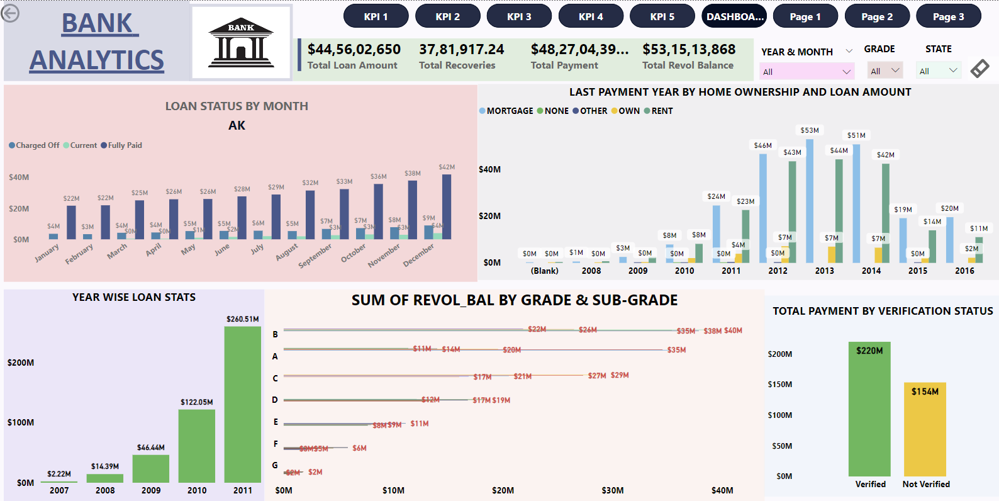 BANK
ANALYTICS
BANK
KPI 1
KPI 2
KPI 3
KPI 4
KPI 5
DASHBOA...
Page 1
Page 2
Page 3
$44,56,02,650
Total Loan Amount
37,81,917.24
Total Recoveries
$48,27,04,39...
Total Payment
$53,15,13,868
Total Revol Balance
YEAR & MONTH
All
GRADE
All
STATE
All
LOAN STATUS BY MONTH
AK
Charged Off Current Fully Paid
$40M
$20M
$0M
$4M $22M
$3M $22M
$4M $0M $25M
$4M $0M $26M
$5M $1M $26M
$5M $2M $28M
$6M $29M
$5M $32M
$7M $3M $33M
$7M $3M $36M
$8M $3M $38M
$9M $4M $42M
January February March April May June July August September October November December
LAST PAYMENT YEAR BY HOME OWNERSHIP AND LOAN AMOUNT
MORTGAGE NONE OTHER OWN RENT
$40M
$20M
$0M
$0M $0M
$1M $0M
$3M $0M
$8M $0M $8M
$24M $0M $4M $23M
$46M $0M $7M $43M
$53M $7M $44M
$51M $7M $42M
$19M $0M $14M
$20M $2M $11M
(Blank) 2008 2009 2010 2011 2012 2013 2014 2015 2016
YEAR WISE LOAN STATS
$200M
$100M
$0M
$2.22M
$14.39M
$46.44M
$122.05M
$260.51M
2007 2008 2009 2010 2011
SUM OF REVOL_BAL BY GRADE & SUB-GRADE
B $22M $26M $35M $38M $40M
A $11M $14M $20M $35M
C $17M $21M $27M $29M
D $12M $17M $19M
E $8M $9M $11M
F $5M $6M
G $2M $2M
$0M $10M $20M $30M $40M
TOTAL PAYMENT BY VERIFICATION STATUS
$200M
$150M
$100M
$50M
$0M
$220M
$154M
Verified Not Verified